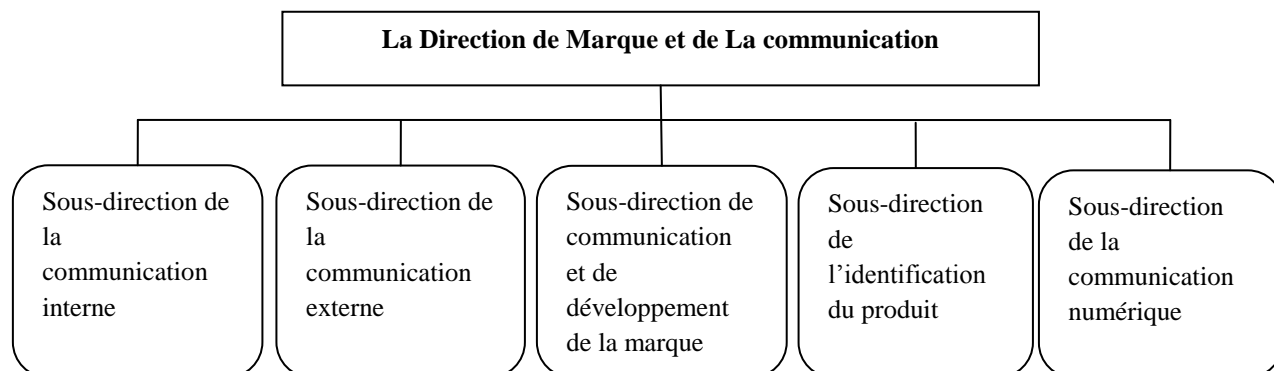 La Direction de Marque et de La communication
Sous-direction de
la
communication
interne
Sous-direction de
la
communication
externe
Sous-direction de
communication
et de
développement
de la marque
Sous-direction
de
l’identification
du produit
Sous-direction
de la
communication
numérique